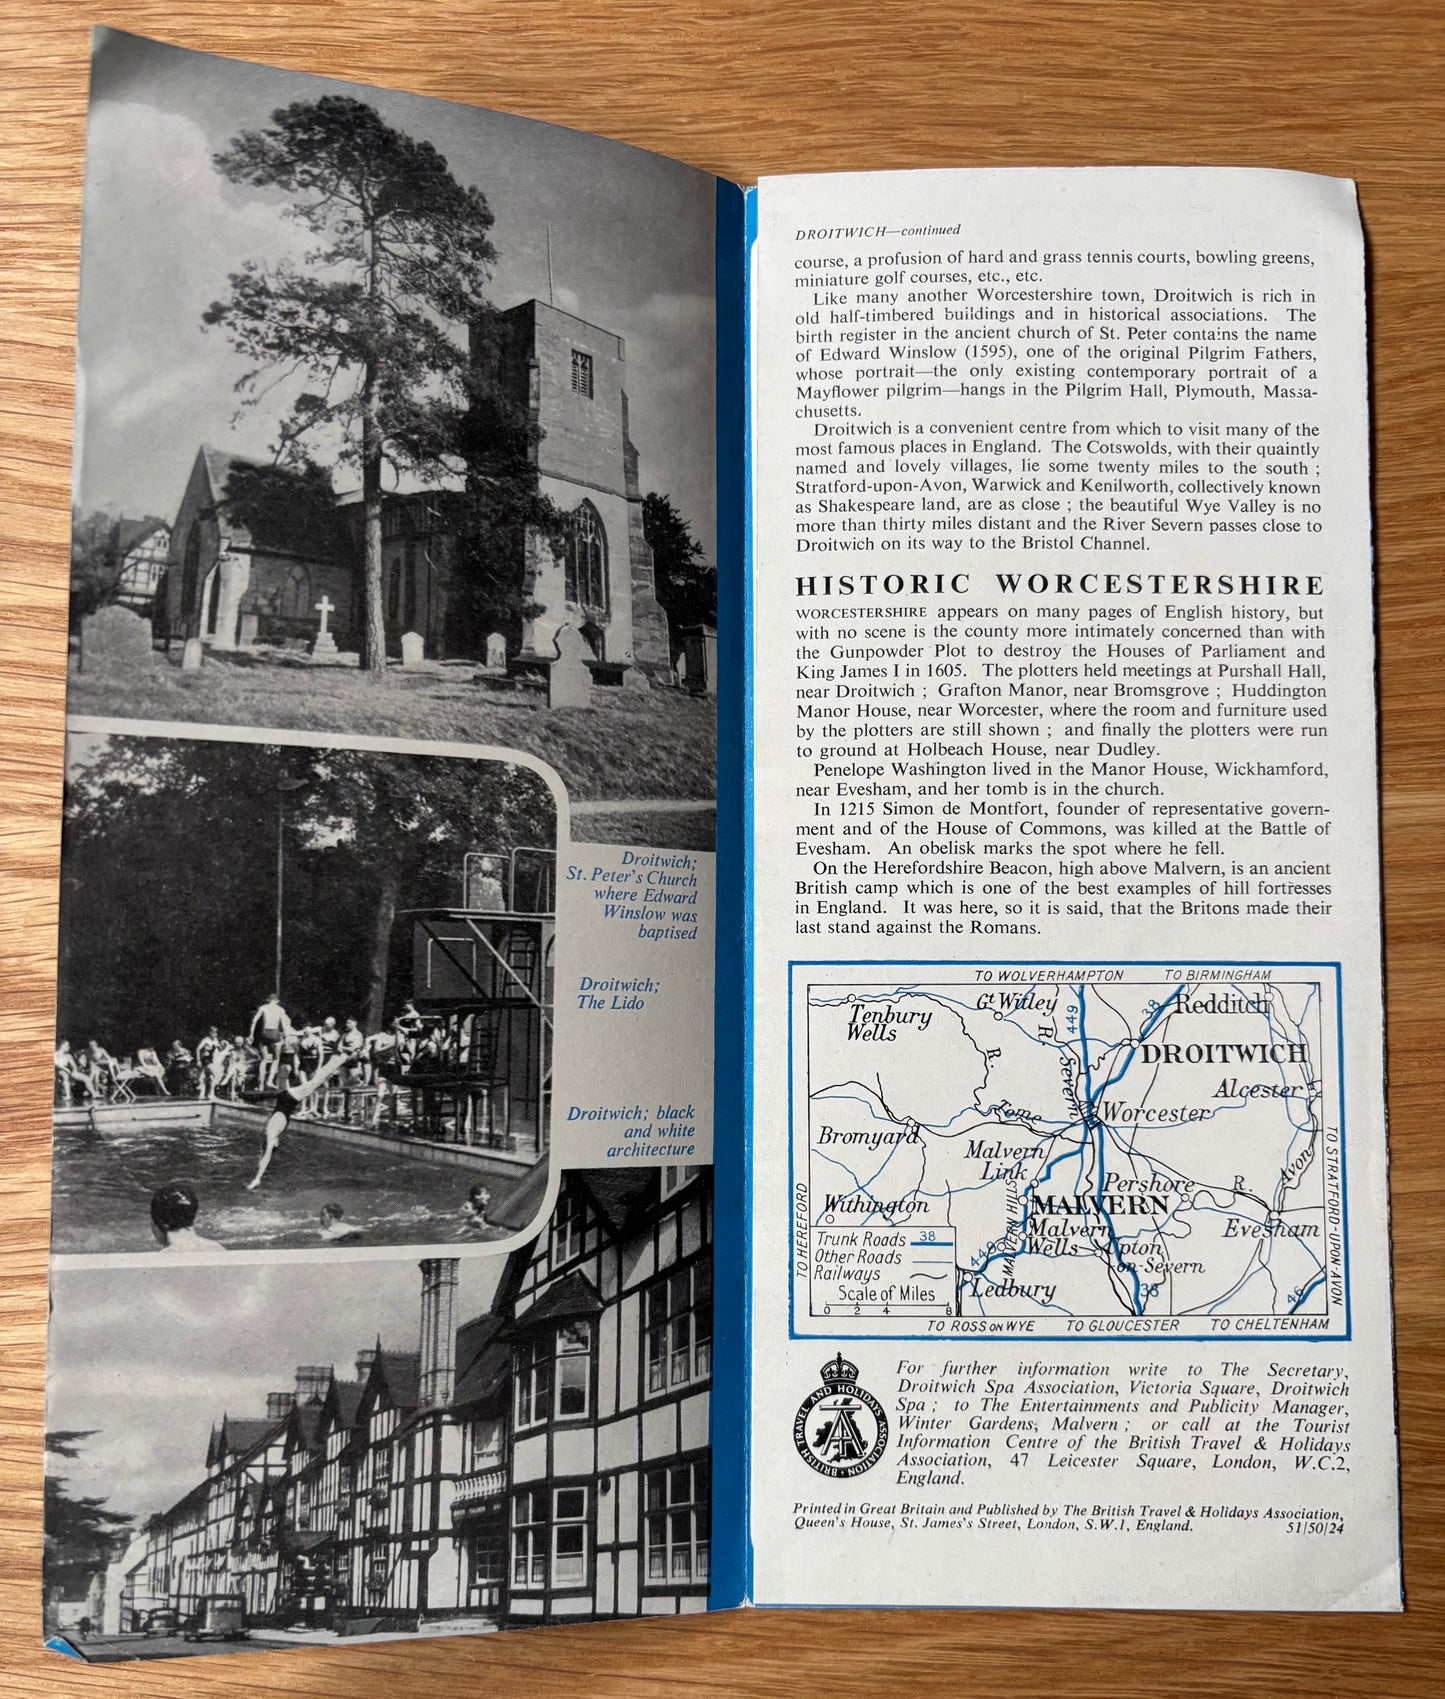 Droitwich;
St. Peter's Church
where Edward
Winslow was
baptised
Droitwich;
The Lido
Droitwich; black
and white
architecture
DROITWICH—continued
course, a profusion of hard and grass tennis courts, bowling greens,
miniature golf courses, etc., etc.
Like many another Worcestershire town, Droitwich is rich in
old half-timbered buildings and in historical associations. The
birth register in the ancient church of St. Peter contains the name
of Edward Winslow (1595), one of the original Pilgrim Fathers,
whose portrait—the only existing contemporary portrait of a
Mayflower pilgrim—hangs in the Pilgrim Hall, Plymouth, Massa-
chusetts.
Droitwich is a convenient centre from which to visit many of the
most famous places in England. The Cotswolds, with their quaintly
named and lovely villages, lie some twenty miles to the south ;
Stratford-upon-Avon, Warwick and Kenilworth, collectively known
as Shakespeare land, are as close ; the beautiful Wye Valley is no
more than thirty miles distant and the River Severn passes close to
Droitwich on its way to the Bristol Channel.
HISTORIC WORCESTERSHIRE
WORCESTERSHIRE appears on many pages of English history, but
with no scene is the county more intimately concerned than with
the Gunpowder Plot to destroy the Houses of Parliament and
King James I in 1605. The plotters held meetings at Purshall Hall,
near Droitwich ; Grafton Manor, near Bromsgrove ; Huddington
Manor House, near Worcester, where the room and furniture used
by the plotters are still shown ; and finally the plotters were run
to ground at Holbeach House, near Dudley.
Penelope Washington lived in the Manor House, Wickhamford,
near Evesham, and her tomb is in the church.
In 1215 Simon de Montfort, founder of representative govern-
ment and of the House of Commons, was killed at the Battle of
Evesham. An obelisk marks the spot where he fell.
On the Herefordshire Beacon, high above Malvern, is an ancient
British camp which is one of the best examples of hill fortresses
in England. It was here, so it is said, that the Britons made their
last stand against the Romans.
TO WOLVERHAMPTON TO BIRMINGHAM
Tenbury
Wells
Gt Witley
R. Severn
449
38
Redditch
DROITWICH
Alcester
R. Teme
Worcester
Bromyard
Malvern
Link
Pershore
R. Avon
MALVERN
Withington
MALVERN HILLS
Malvern
Wells
Upton
on-Severn
Evesham
449
Ledbury
38
46
TO HEREFORD
TO STRATFORD-UPON-AVON
Trunk Roads 38
Other Roads
Railways
Scale of Miles
0 2 4 8
TO ROSS ON WYE TO GLOUCESTER TO CHELTENHAM
BRITISH TRAVEL AND HOLIDAYS ASSOCIATION
For further information write to The Secretary,
Droitwich Spa Association, Victoria Square, Droitwich
Spa ; to The Entertainments and Publicity Manager,
Winter Gardens, Malvern ; or call at the Tourist
Information Centre of the British Travel & Holidays
Association, 47 Leicester Square, London, W.C.2,
England.
Printed in Great Britain and Published by The British Travel & Holidays Association,
Queen's House, St. James's Street, London, S.W.1, England. 51/50/24